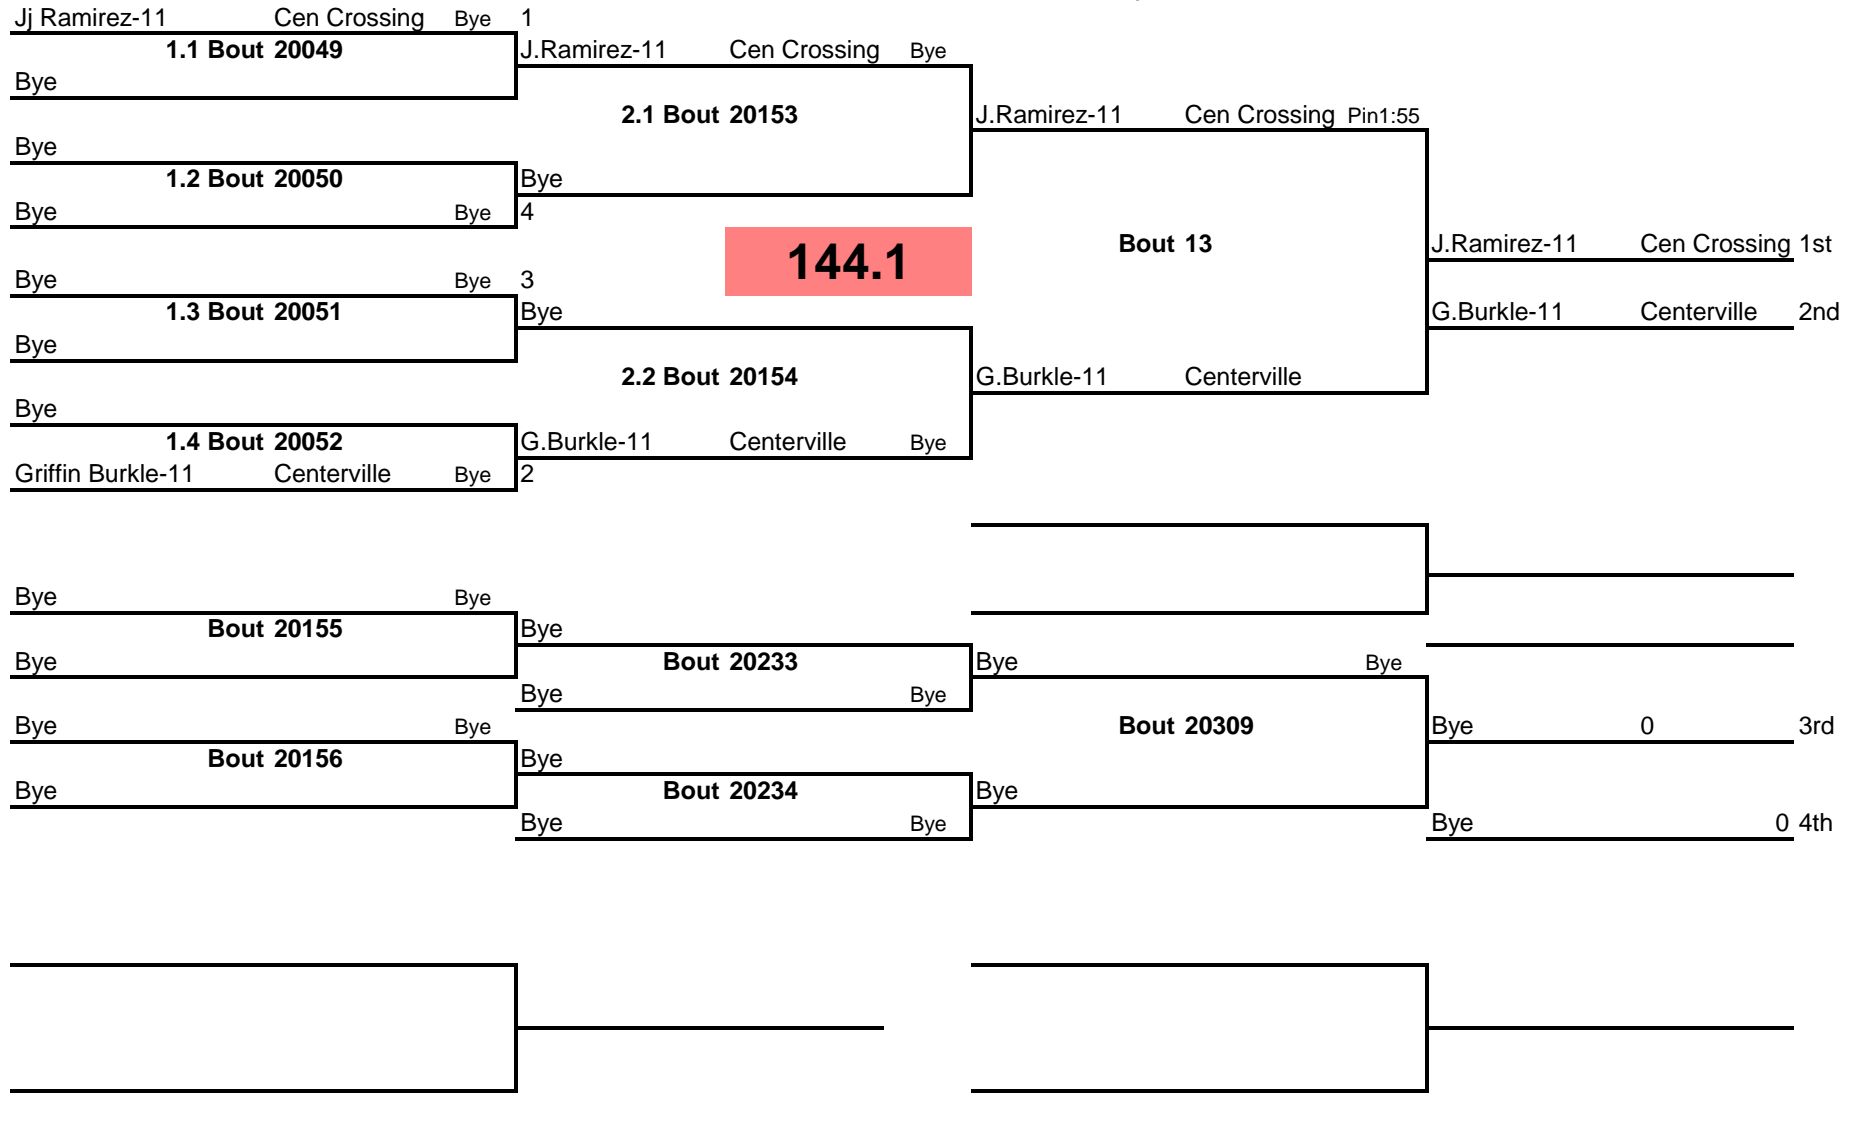 Jj Ramirez-11 Cen Crossing Bye 1
1.1 Bout 20049 J.Ramirez-11 Cen Crossing Bye
Bye
2.1 Bout 20153 J.Ramirez-11 Cen Crossing Pin1:55
Bye
1.2 Bout 20050 Bye
Bye Bye 4
144.1 Bout 13 J.Ramirez-11 Cen Crossing 1st
Bye Bye 3
1.3 Bout 20051 Bye G.Burkle-11 Centerville 2nd
Bye
2.2 Bout 20154 G.Burkle-11 Centerville
Bye
1.4 Bout 20052 G.Burkle-11 Centerville Bye
Griffin Burkle-11 Centerville Bye 2
Bye Bye
Bout 20155 Bye
Bye Bout 20233 Bye Bye
Bye Bye
Bye Bye Bout 20309 Bye 0 3rd
Bout 20156 Bye
Bye Bout 20234 Bye
Bye Bye Bye 0 4th